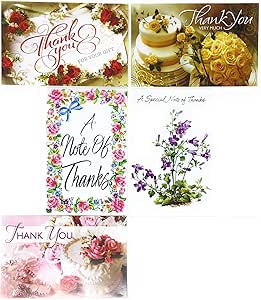 Thank
You
FOR YOUR GIFT
Thank You
VERY MUCH
A
Note Of
Thanks
A Special Note of Thanks
THANK YOU